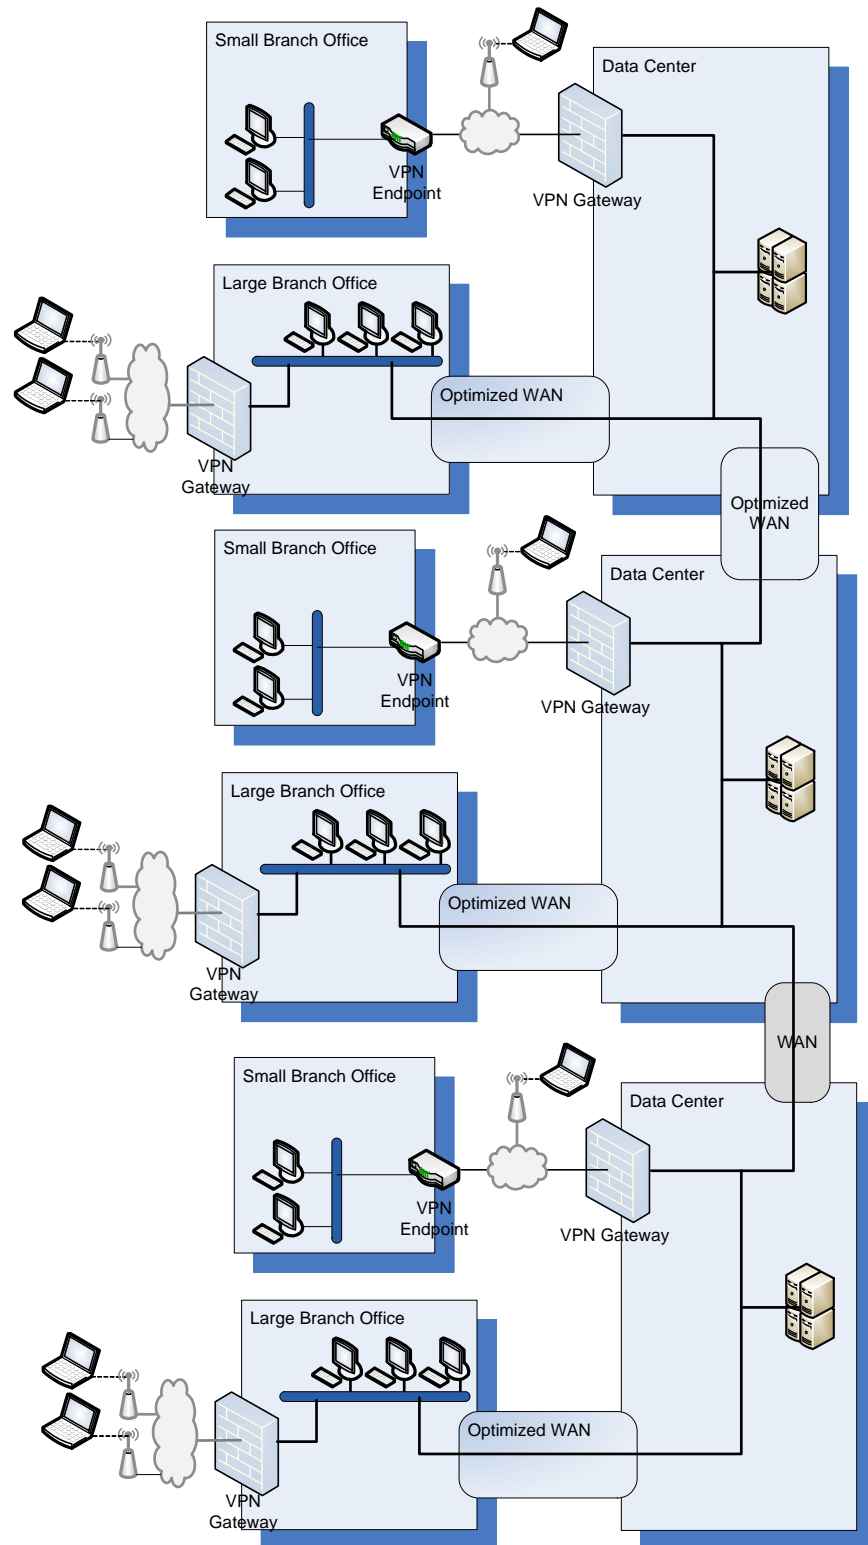 Small Branch Office
Data Center
VPN
Endpoint
VPN Gateway
Large Branch Office
Optimized WAN
VPN
Gateway
Optimized
WAN
Small Branch Office
Data Center
VPN
Endpoint
VPN Gateway
Large Branch Office
Optimized WAN
VPN
Gateway
WAN
Small Branch Office
Data Center
VPN
Endpoint
VPN Gateway
Large Branch Office
Optimized WAN
VPN
Gateway